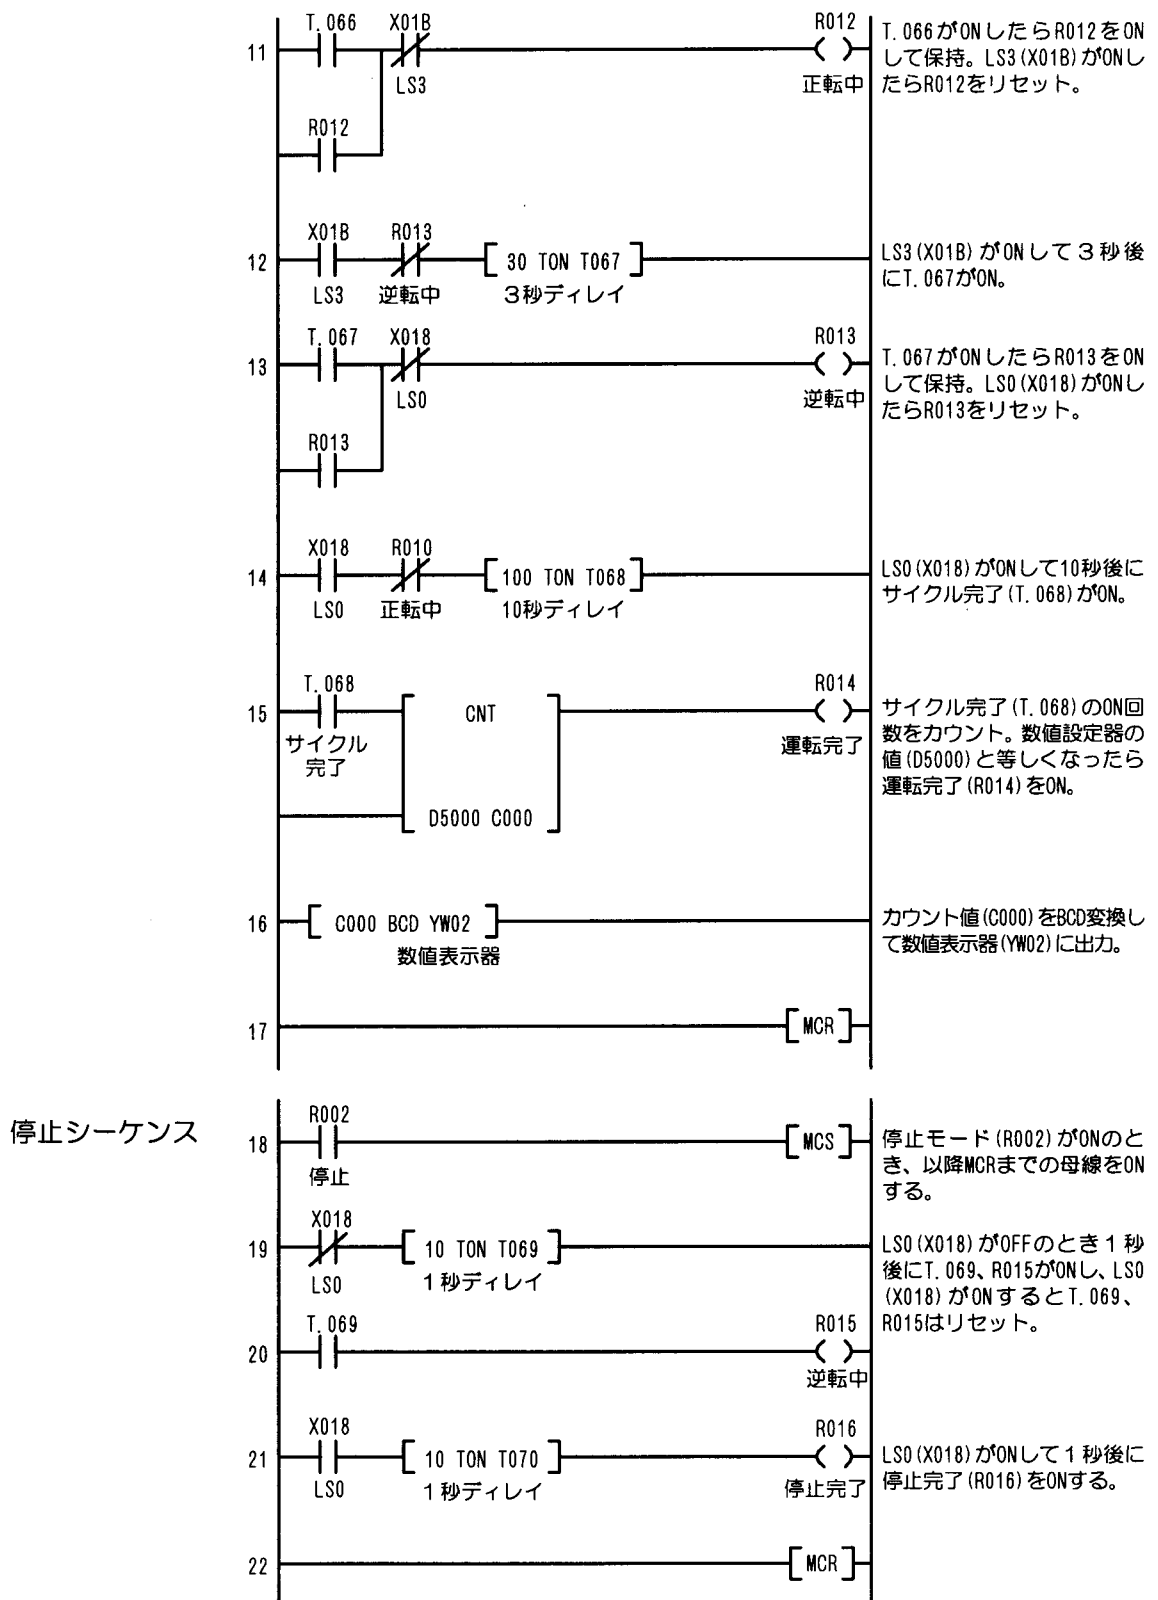 T.066 X01B R012
11
LS3 正転中
T.066がONしたらR012をON
して保持。LS3(X01B)がONし
たらR012をリセット。
R012
X01B R013
12 30 TON T067
LS3 逆転中 3秒ディレイ
LS3(X01B)がONして3秒後
にT.067がON。
T.067 X018 R013
13
LS0 逆転中
T.067がONしたらR013をON
して保持。LS0(X018)がONし
たらR013をリセット。
R013
X018 R010
14 100 TON T068
LS0 正転中 10秒ディレイ
LS0(X018)がONして10秒後に
サイクル完了(T.068)がON。
T.068 R014
15 CNT
サイクル
完了
運転完了
D5000 C000
サイクル完了(T.068)のON回
数をカウント。数値設定器の
値(D5000)と等しくなったら
運転完了(R014)をON。
16 C000 BCD YW02
数値表示器
カウント値(C000)をBCD変換し
て数値表示器(YW02)に出力。
17 MCR
停止シーケンス
R002
18 MCS
停止
停止モード(R002)がONのと
き、以降MCRまでの母線をON
する。
X018
19 10 TON T069
LS0 1秒ディレイ
LS0(X018)がOFFのとき1秒
後にT.069、R015がONし、LS0
(X018)がONするとT.069、
R015はリセット。
T.069 R015
20
逆転中
X018 R016
21 10 TON T070
LS0 1秒ディレイ 停止完了
LS0(X018)がONして1秒後に
停止完了(R016)をONする。
22 MCR